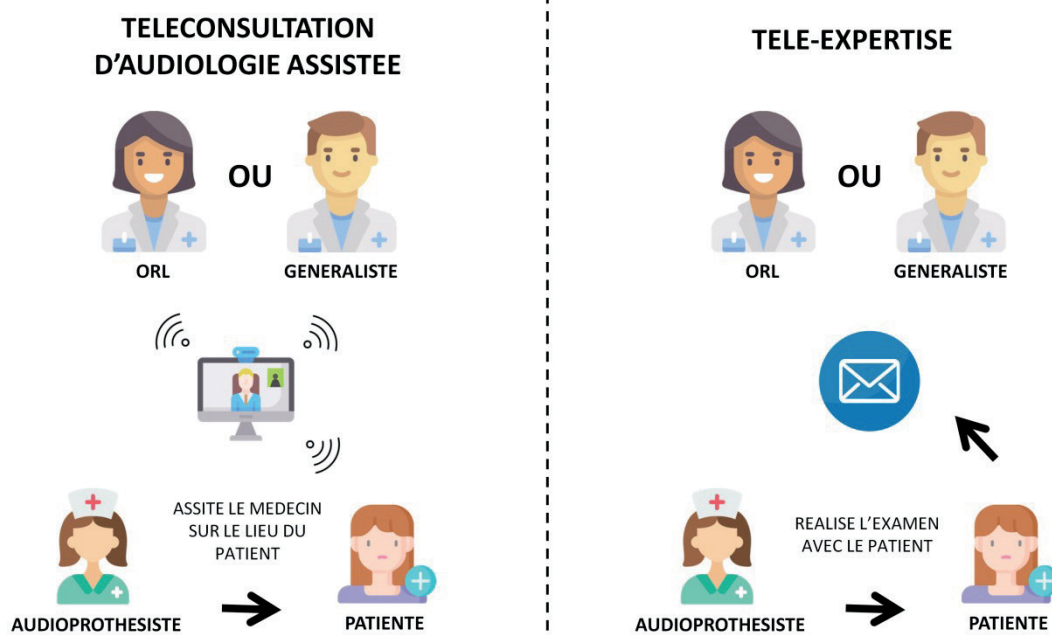 TELECONSULTATION
D'AUDIOLOGIE ASSISTEE
OU
ORL
GENERALISTE
ASSITE LE MEDECIN
SUR LE LIEU DU
PATIENT
AUDIOPROTHESISTE
PATIENTE
TELE-EXPERTISE
OU
ORL
GENERALISTE
REALISE L'EXAMEN
AVEC LE PATIENT
AUDIOPROTHESISTE
PATIENTE